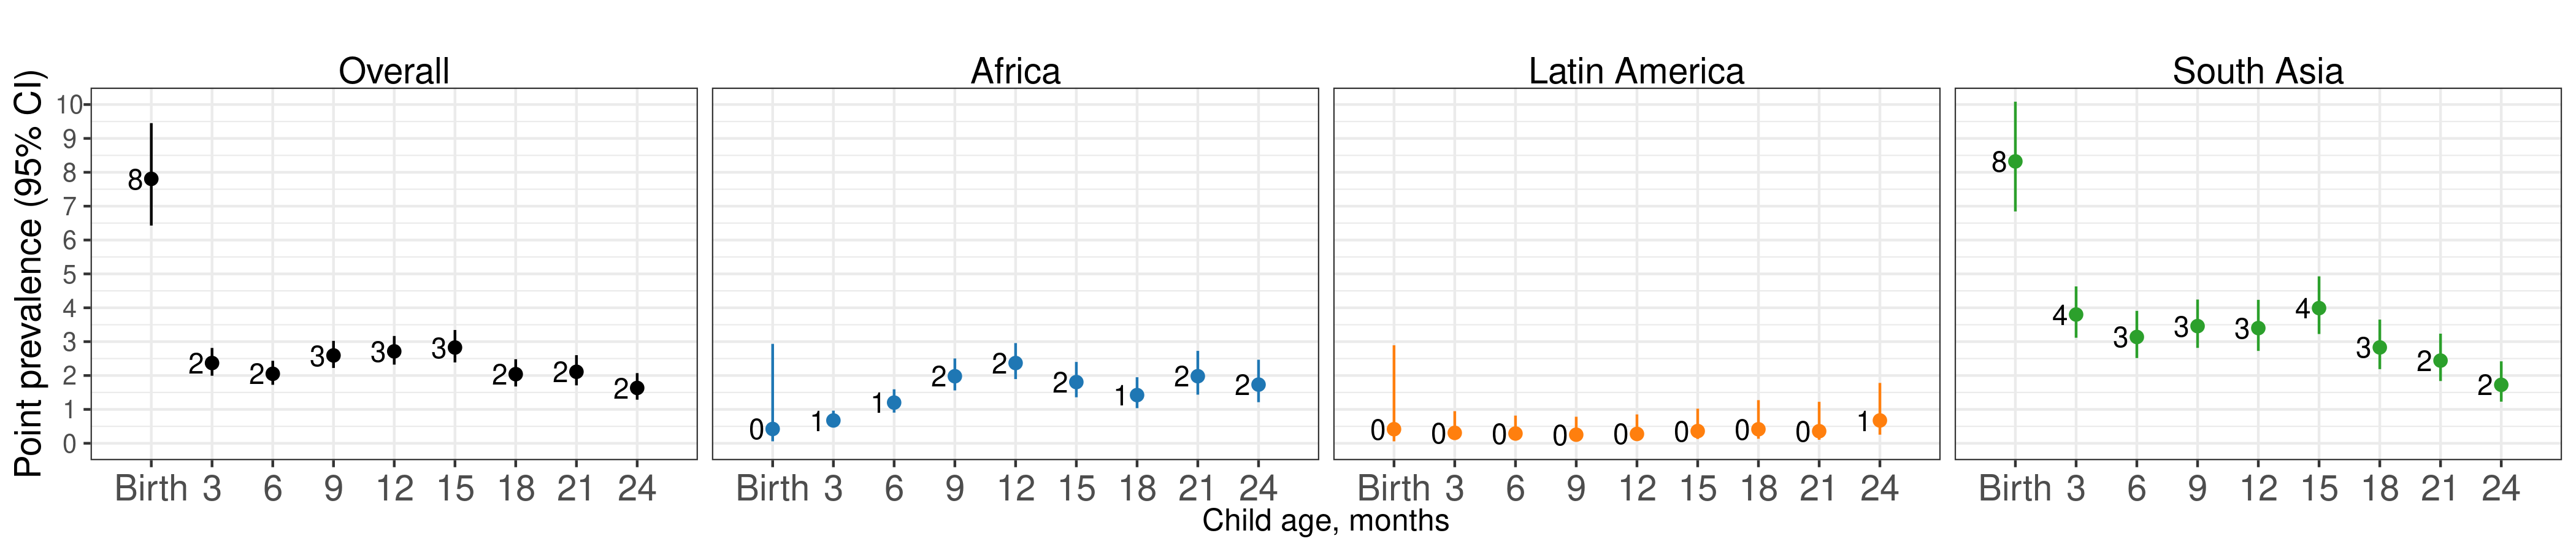 Overall
Africa
Latin America
South Asia
Point prevalence (95% CI)
10
9
8
7
6
5
4
3
2
1
0
8 2 2 3 3 3 2 2 2
0 1 1 2 2 2 1 2 2
0 0 0 0 0 0 0 0 1
8 4 3 3 3 4 3 2 2
Birth 3 6 9 12 15 18 21 24
Birth 3 6 9 12 15 18 21 24
Birth 3 6 9 12 15 18 21 24
Birth 3 6 9 12 15 18 21 24
Child age, months